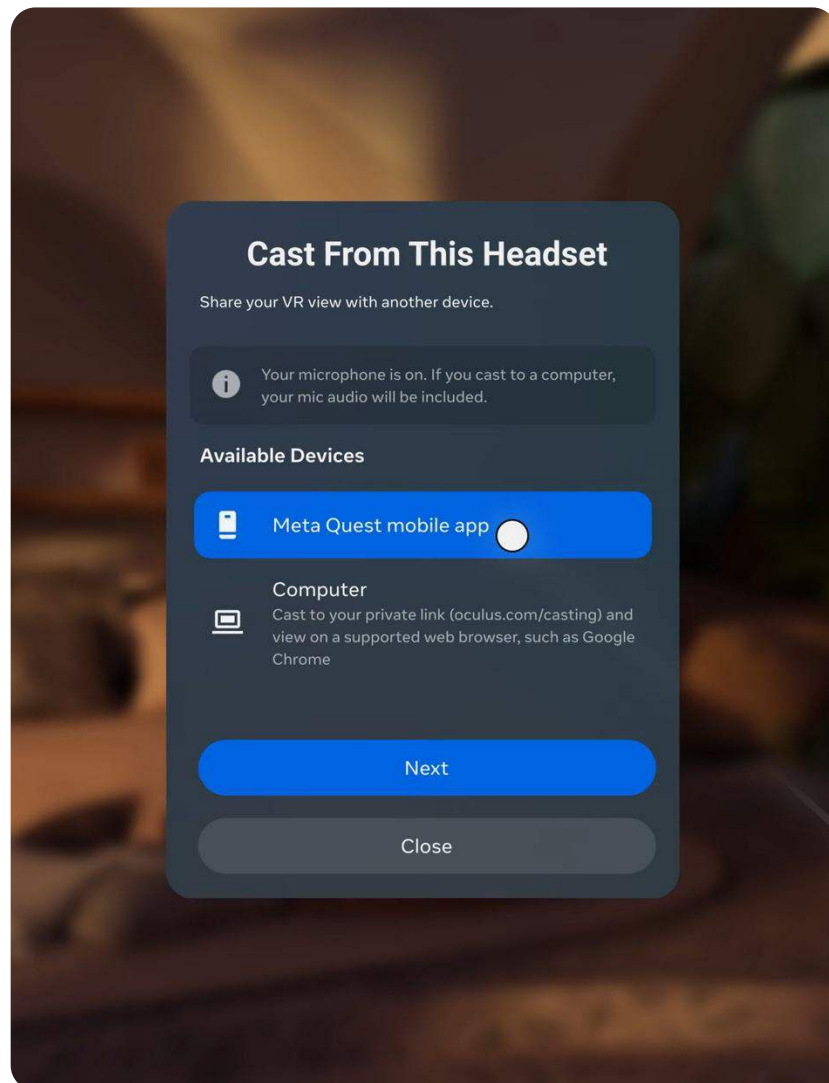 Cast From This Headset
Share your VR view with another device.
Your microphone is on. If you cast to a computer,
your mic audio will be included.
Available Devices
Meta Quest mobile app
Computer
Cast to your private link (oculus.com/casting) and
view on a supported web browser, such as Google
Chrome
Next
Close